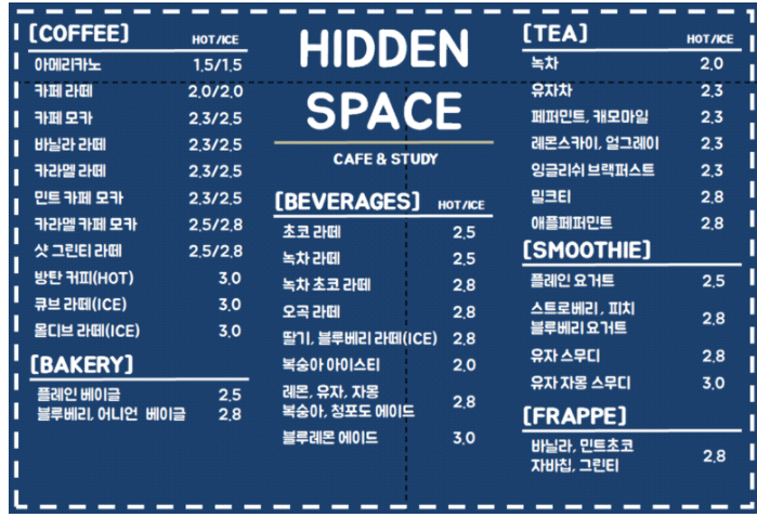 [COFFEE] HOT/ICE
아메리카노 1.5/1.5
카페 라떼 2.0/2.0
카페 모카 2.3/2.5
바닐라 라떼 2.3/2.5
카라멜 라떼 2.3/2.5
민트 카페 모카 2.3/2.5
카라멜 카페 모카 2.5/2.8
샷 그린티 라떼 2.5/2.8
방탄 커피(HOT) 3.0
큐브 라떼(ICE) 3.0
몰디브 라떼(ICE) 3.0
[BAKERY]
플레인 베이글 2.5
블루베리, 어니언 베이글 2.8
HIDDEN
SPACE
CAFE & STUDY
[BEVERAGES] HOT/ICE
초코 라떼 2.5
녹차 라떼 2.5
녹차 초코 라떼 2.8
오곡 라떼 2.8
딸기, 블루베리 라떼(ICE) 2.8
복숭아 아이스티 2.0
레몬, 유자, 자몽
복숭아, 청포도 에이드 2.8
블루레몬 에이드 3.0
[TEA] HOT/ICE
녹차 2.0
유자차 2.3
페퍼민트, 캐모마일 2.3
레몬스카이, 얼그레이 2.3
잉글리쉬 브랙퍼스트 2.3
밀크티 2.8
애플페퍼민트 2.8
[SMOOTHIE]
플레인 요거트 2.5
스트로베리, 피치
블루베리 요거트 2.8
유자 스무디 2.8
유자 자몽 스무디 3.0
[FRAPPE]
바닐라, 민트초코
자바칩, 그린티 2.8